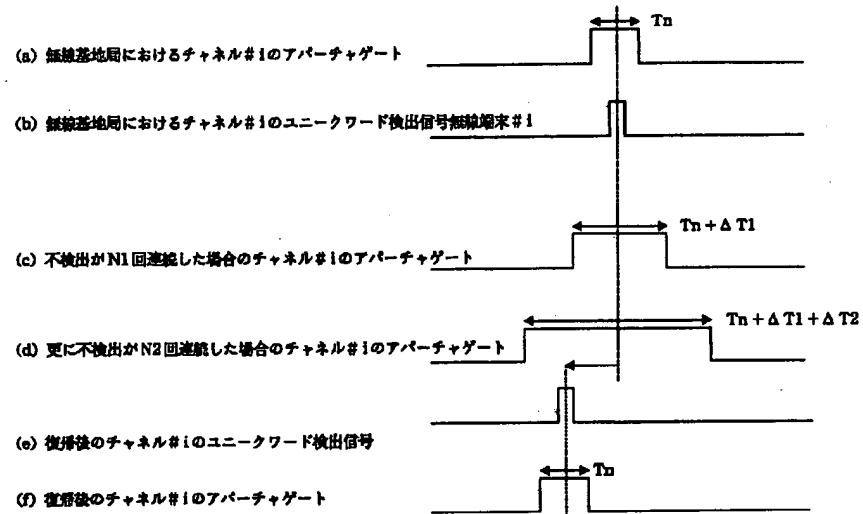 Tn
(a) 無線基地局におけるチャネル#iのアパーチャゲート
(b) 無線基地局におけるチャネル#iのユニークワード検出信号無線端末#i
Tn+ΔT1
(c) 不検出がN1回連続した場合のチャネル#iのアパーチャゲート
Tn+ΔT1+ΔT2
(d) 更に不検出がN2回連続した場合のチャネル#iのアパーチャゲート
(e) 復帰後のチャネル#iのユニークワード検出信号
Tn
(f) 復帰後のチャネル#iのアパーチャゲート